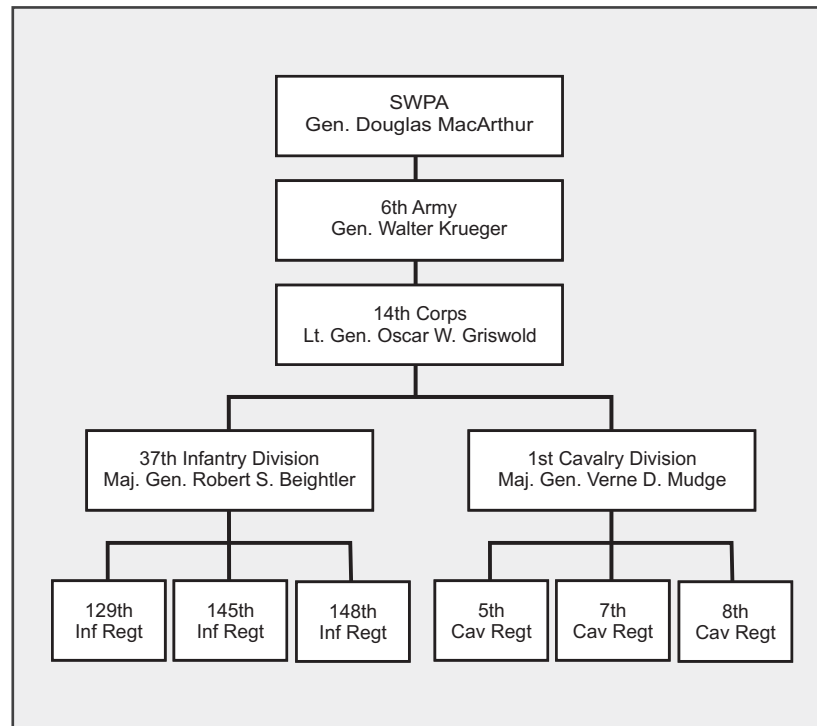 SWPA
Gen. Douglas MacArthur
6th Army
Gen. Walter Krueger
14th Corps
Lt. Gen. Oscar W. Griswold
37th Infantry Division
Maj. Gen. Robert S. Beightler
1st Cavalry Division
Maj. Gen. Verne D. Mudge
129th
Inf Regt
145th
Inf Regt
148th
Inf Regt
5th
Cav Regt
7th
Cav Regt
8th
Cav Regt